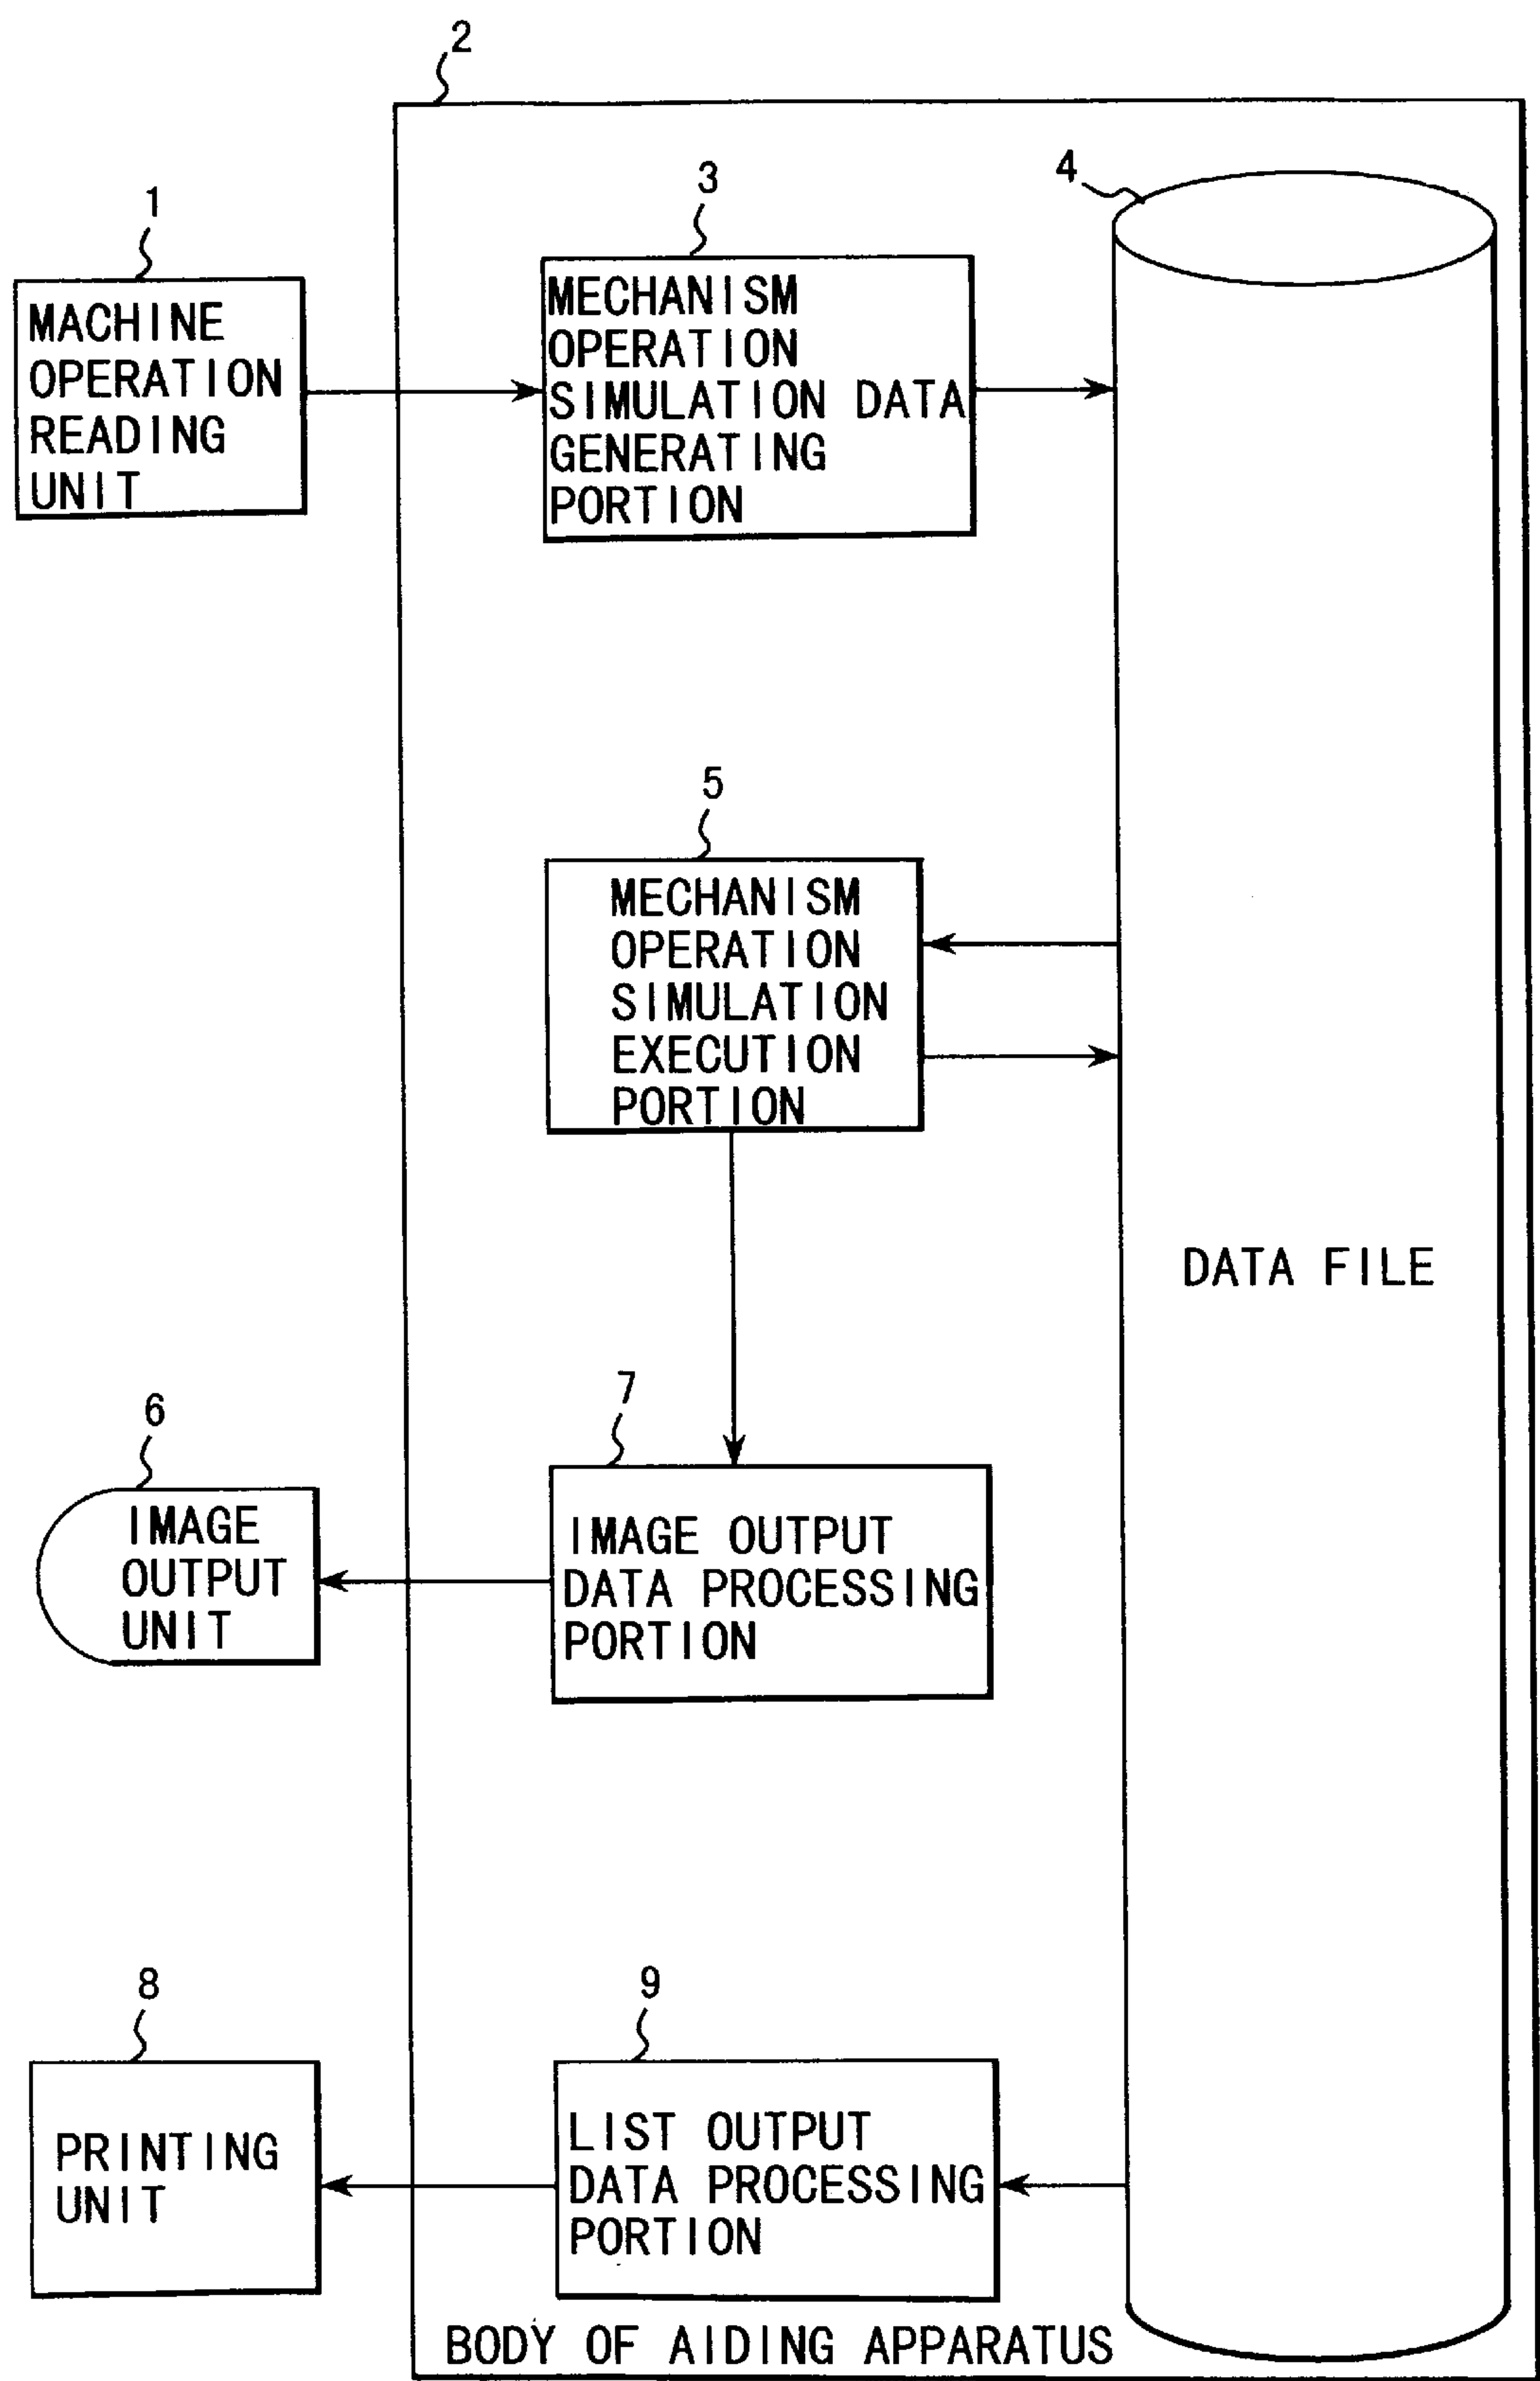 2
1
3
4
MACHINE
OPERATION
READING
UNIT
MECHANISM
OPERATION
SIMULATION DATA
GENERATING
PORTION
5
MECHANISM
OPERATION
SIMULATION
EXECUTION
PORTION
DATA FILE
6
7
IMAGE
OUTPUT
UNIT
IMAGE OUTPUT
DATA PROCESSING
PORTION
8
9
PRINTING
UNIT
LIST OUTPUT
DATA PROCESSING
PORTION
BODY OF AIDING APPARATUS